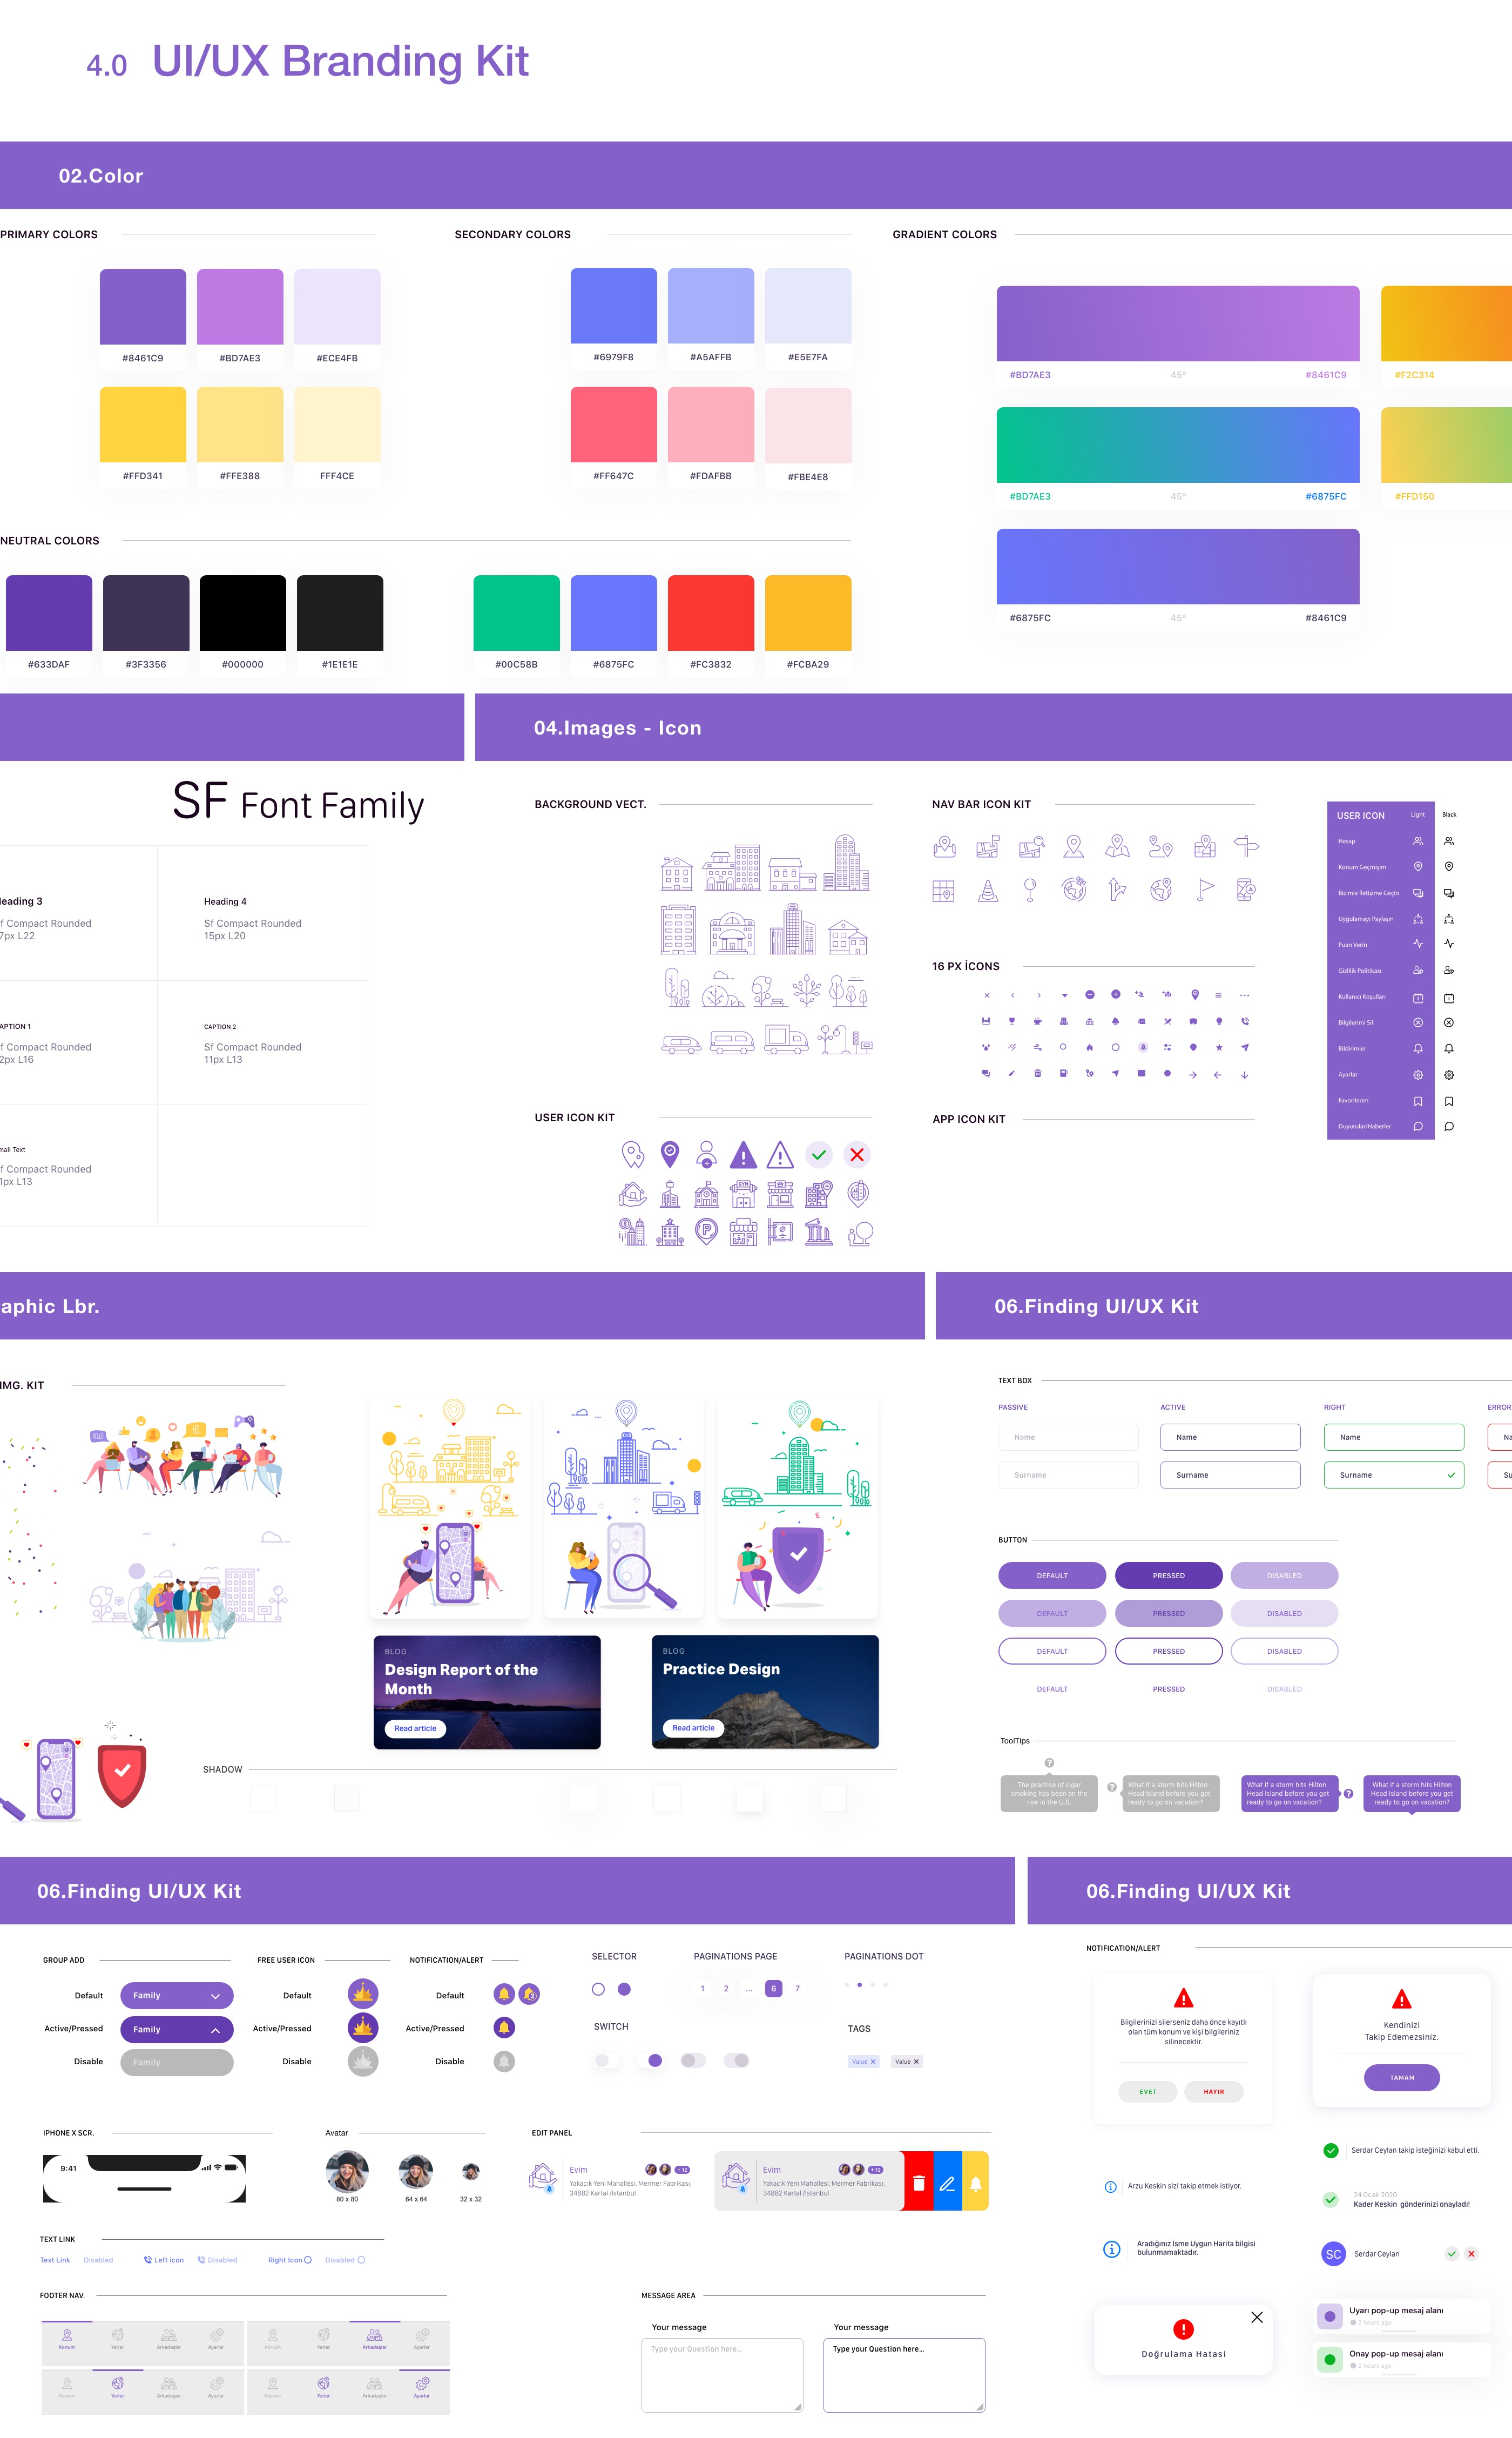 4.0 UI/UX Branding Kit
02.Color
PRIMARY COLORS
#8461C9 #BD7AE3 #ECE4FB
#FFD341 #FFE388 FFF4CE
SECONDARY COLORS
#6979F8 #A5AFFB #E5E7FA
#FF647C #FDAFBB #FBE4E8
GRADIENT COLORS
#BD7AE3 45° #8461C9 #F2C314
#BD7AE3 45° #6875FC #FFD150
#6875FC 45° #8461C9
NEUTRAL COLORS
#633DAF #3F3356 #000000 #1E1E1E
#00C58B #6875FC #FC3832 #FCBA29
04.Images - Icon
SF Font Family
eading 3
f Compact Rounded
7px L22
Heading 4
Sf Compact Rounded
15px L20
APTION 1
f Compact Rounded
2px L16
CAPTION 2
Sf Compact Rounded
11px L13
mall Text
f Compact Rounded
1px L13
BACKGROUND VECT.
USER ICON KIT
NAV BAR ICON KIT
16 PX İCONS
APP ICON KIT
USER ICON Light Black
Hesap
Konum Geçmişim
Bizimle İletişime Geçin
Uygulamayı Paylaşın
Puan Verin
Gizlilik Politikası
Kullanıcı Koşulları
Bilgilerimi Sil
Bildirimler
Ayarlar
Favorilerim
Duyurular/Haberler
aphic Lbr.
IMG. KIT
BLOG
Design Report of the
Month
Read article
BLOG
Practice Design
Read article
SHADOW
06.Finding UI/UX Kit
TEXT BOX
PASSIVE ACTIVE RIGHT ERROR
Name Name Name Na
Surname Surname Surname Su
BUTTON
DEFAULT PRESSED DISABLED
DEFAULT PRESSED DISABLED
DEFAULT PRESSED DISABLED
DEFAULT PRESSED DISABLED
ToolTips
The practice of cigar
smoking has been on the
rise in the U.S.
What if a storm hits Hilton
Head Island before you get
ready to go on vacation?
What if a storm hits Hilton
Head Island before you get
ready to go on vacation?
What if a storm hits Hilton
Head Island before you get
ready to go on vacation?
06.Finding UI/UX Kit
GROUP ADD
Default Family
Active/Pressed Family
Disable Family
FREE USER ICON
Default
Active/Pressed
Disable
NOTIFICATION/ALERT
Default 2
Active/Pressed
Disable
SELECTOR
PAGINATIONS PAGE
1 2 ... 6 7
PAGINATIONS DOT
SWITCH
TAGS
Value Value
IPHONE X SCR.
9:41
Avatar
80 x 80 64 x 64 32 x 32
EDIT PANEL
Evim +12
Yakacık Yeni Mahallesi, Mermer Fabrikası,
34882 Kartal /İstanbul
Evim +12
Yakacık Yeni Mahallesi, Mermer Fabrikası,
34882 Kartal /İstanbul
TEXT LINK
Text Link Disabled Left icon Disabled Right Icon Disabled
FOOTER NAV.
Konum Yerler Arkadaşlar Ayarlar Konum Yerler Arkadaşlar Ayarlar
Konum Yerler Arkadaşlar Ayarlar Konum Yerler Arkadaşlar Ayarlar
MESSAGE AREA
Your message
Type your Question here...
Your message
Type your Question here...
06.Finding UI/UX Kit
NOTIFICATION/ALERT
Bilgilerinizi silerseniz daha önce kayıtlı
olan tüm konum ve kişi bilgileriniz
silinecektir.
EVET HAYIR
Kendinizi
Takip Edemezsiniz.
TAMAM
Serdar Ceylan takip isteğinizi kabul etti.
Arzu Keskin sizi takip etmek istiyor.
24 Ocak 2020
Kader Keskin gönderinizi onayladı!
Aradığınız İsme Uygun Harita bilgisi
bulunmamaktadır.
SC Serdar Ceylan
Doğrulama Hatasi
Uyarı pop-up mesaj alanı
2 hours ago
Onay pop-up mesaj alanı
2 hours ago